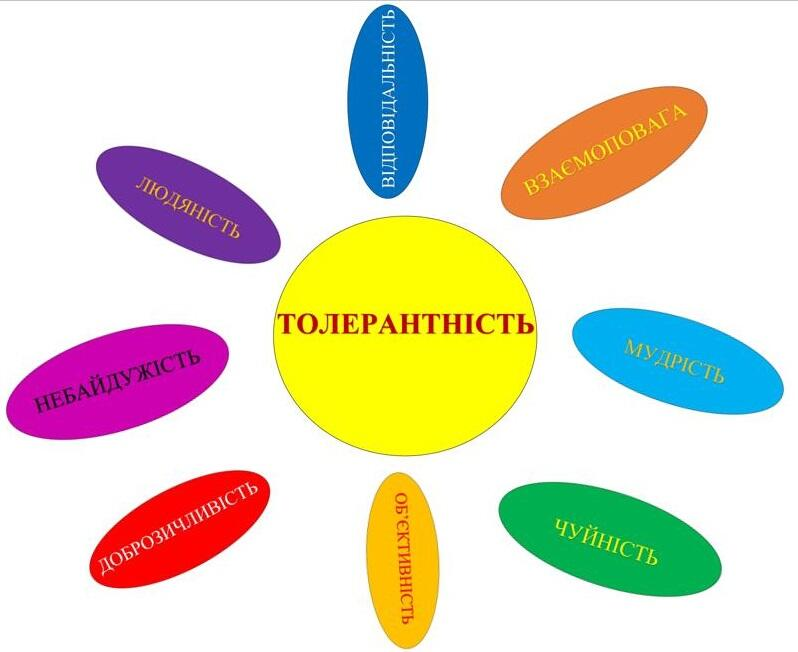 ВІДПОВІДАЛЬНІСТЬ
ВЗАЄМОПОВАГА
ЛЮДЯНІСТЬ
ТОЛЕРАНТНІСТЬ
МУДРІСТЬ
НЕБАЙДУЖІСТЬ
ДОБРОЗИЧЛИВІСТЬ
ОБ’ЄКТИВНІСТЬ
ЧУЙНІСТЬ